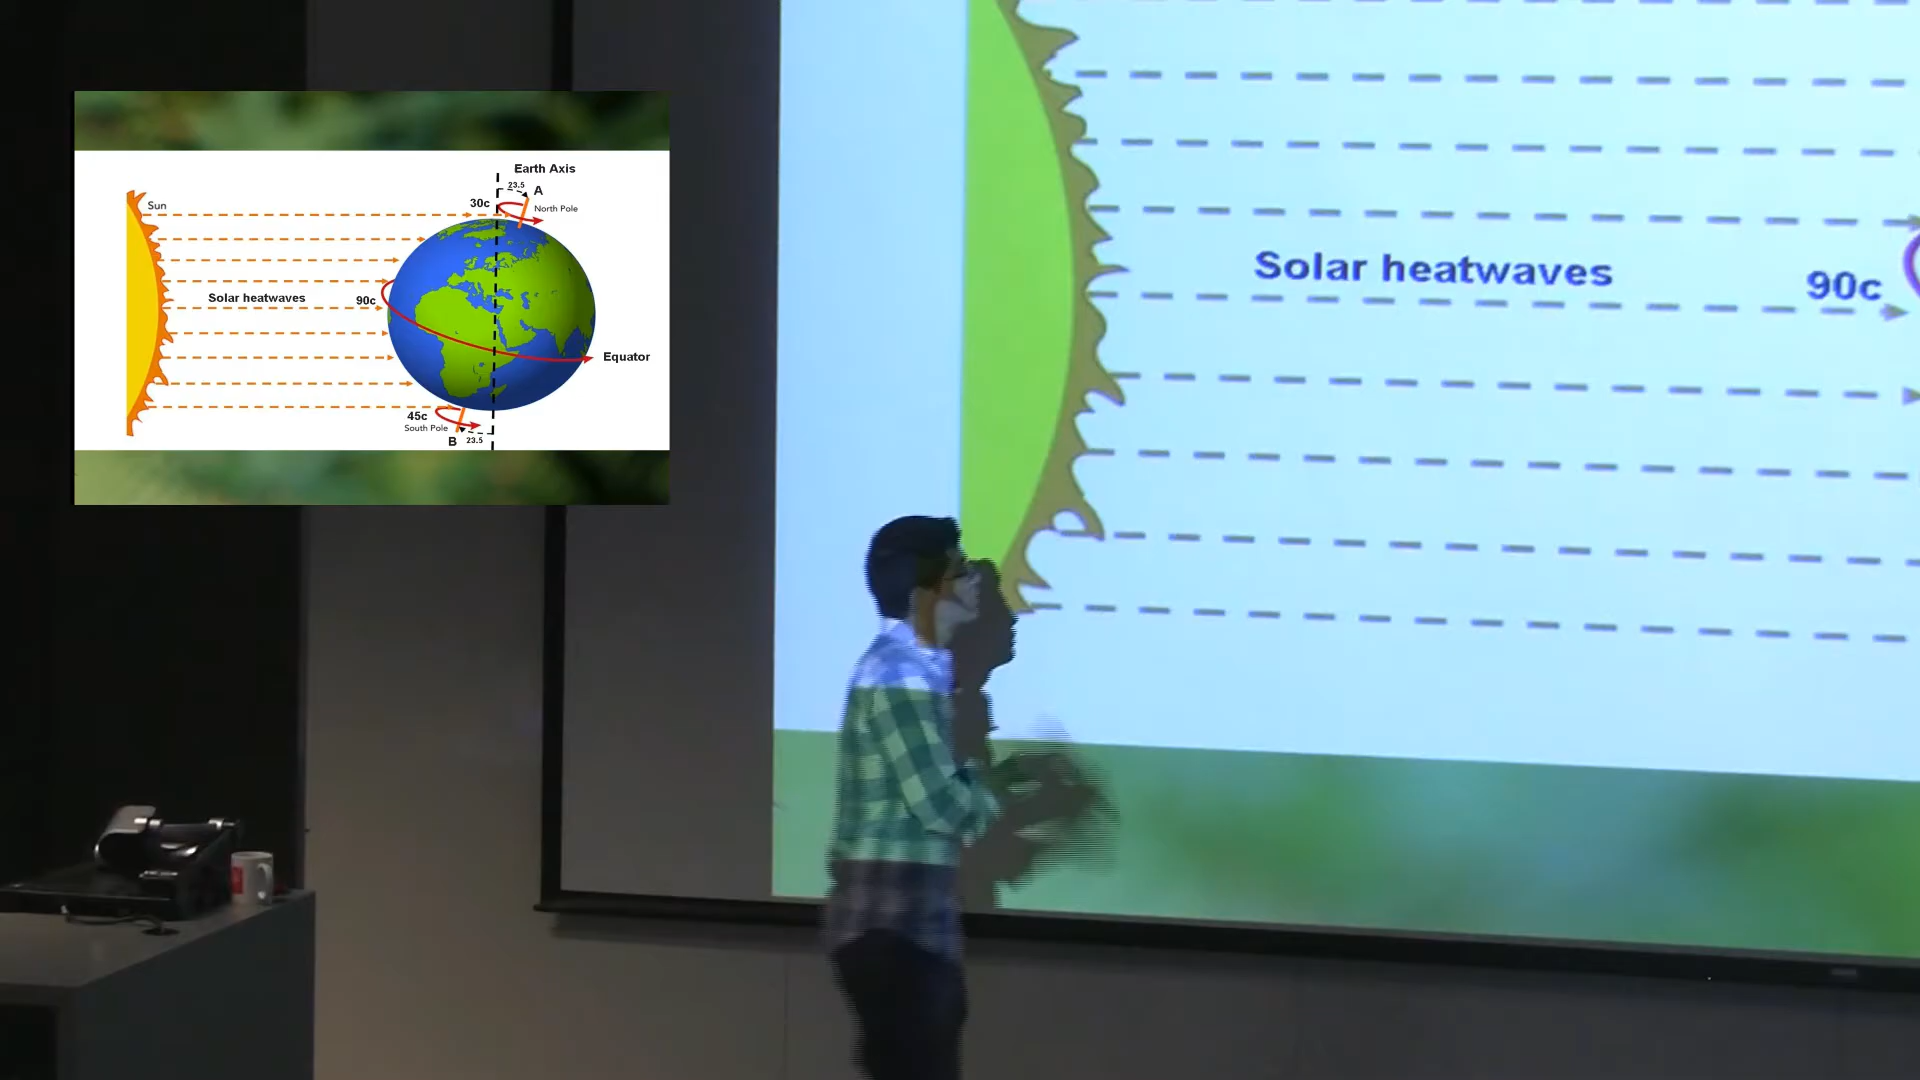 Earth Axis
23.5
A
30c
North Pole
Sun
Solar heatwaves
90c
Equator
45c
South Pole
B
23.5
Solar heatwaves
90c